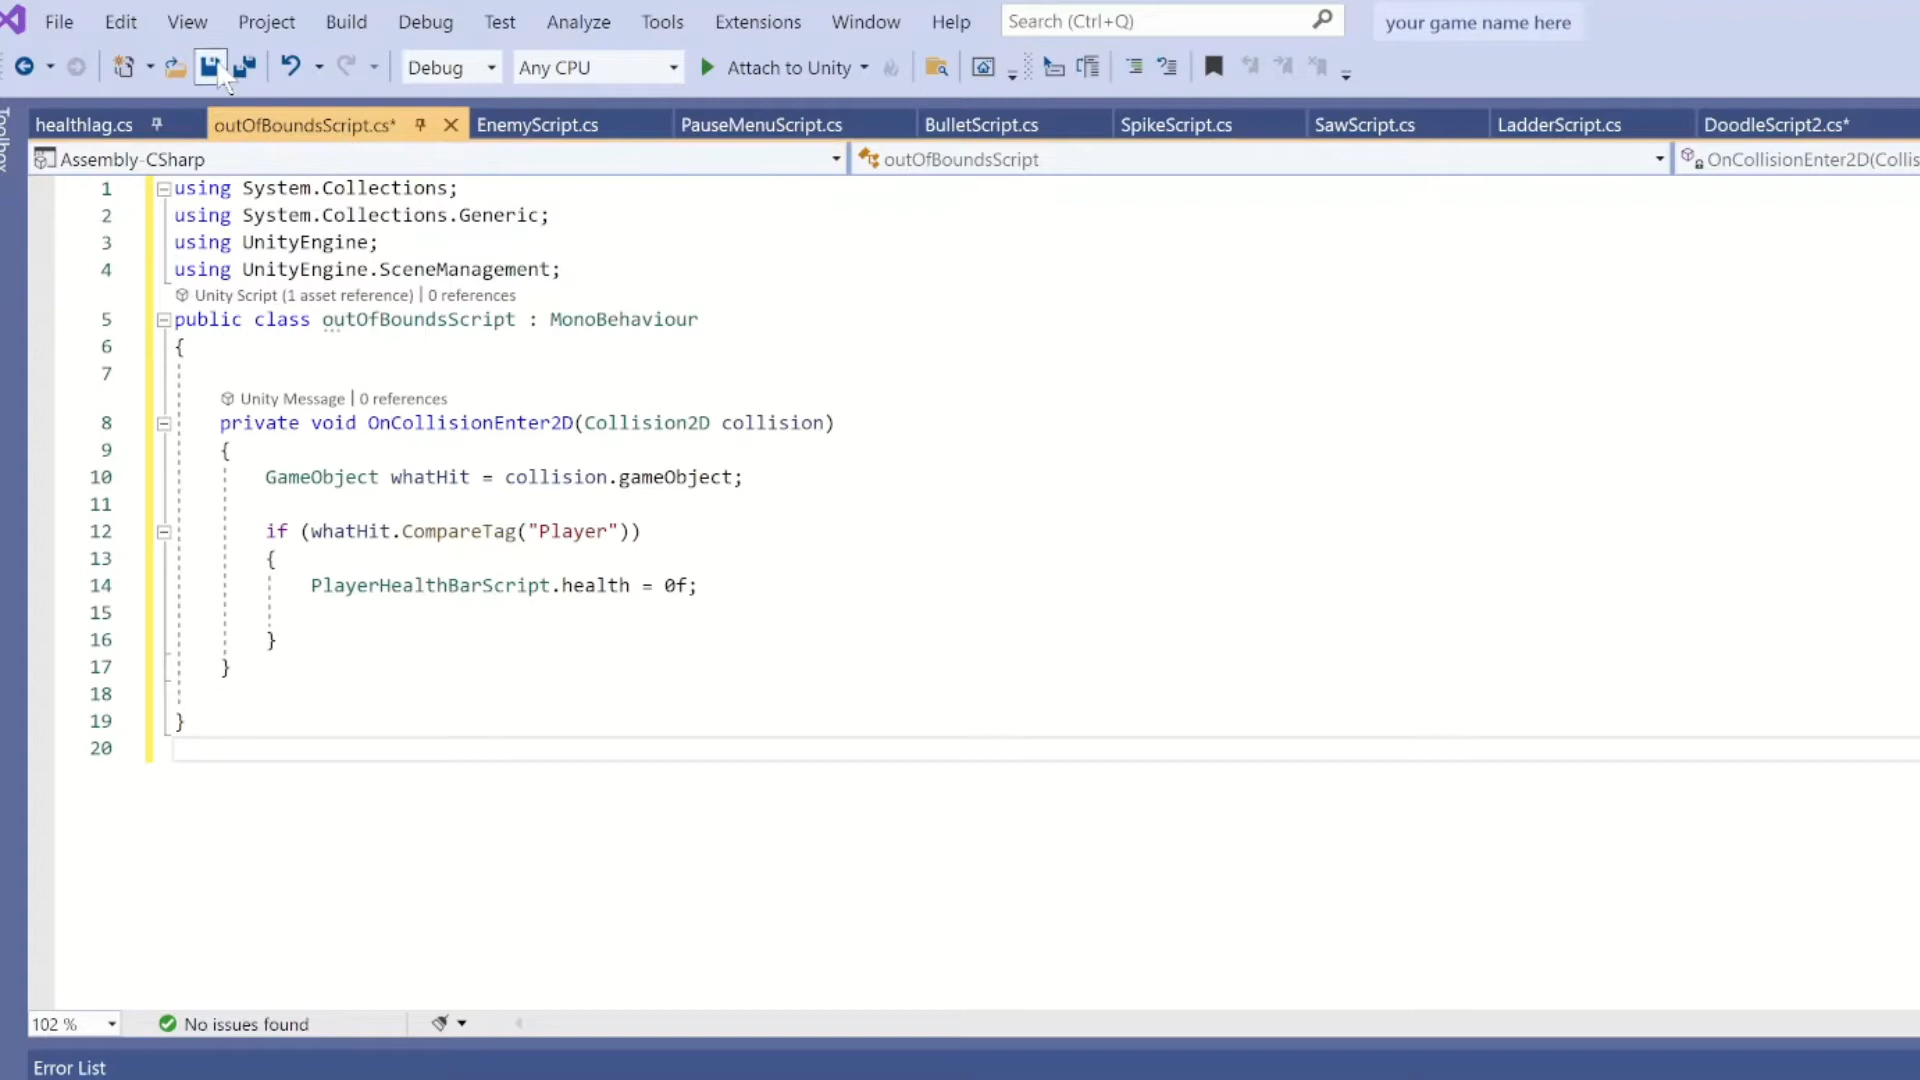 File Edit View Project Build Debug Test Analyze Tools Extensions Window Help Search (Ctrl+Q) your game name here
Debug Any CPU Attach to Unity
Toolbox
healthlag.cs outOfBoundsScript.cs* EnemyScript.cs PauseMenuScript.cs BulletScript.cs SpikeScript.cs SawScript.cs LadderScript.cs DoodleScript2.cs*
Assembly-CSharp outOfBoundsScript OnCollisionEnter2D(Collis
1 using System.Collections;
2 using System.Collections.Generic;
3 using UnityEngine;
4 using UnityEngine.SceneManagement;
Unity Script (1 asset reference) | 0 references
5 public class outOfBoundsScript : MonoBehaviour
6 {
7
Unity Message | 0 references
8 private void OnCollisionEnter2D(Collision2D collision)
9 {
10 GameObject whatHit = collision.gameObject;
11
12 if (whatHit.CompareTag("Player"))
13 {
14 PlayerHealthBarScript.health = 0f;
15
16 }
17 }
18
19 }
20
102 % No issues found
Error List